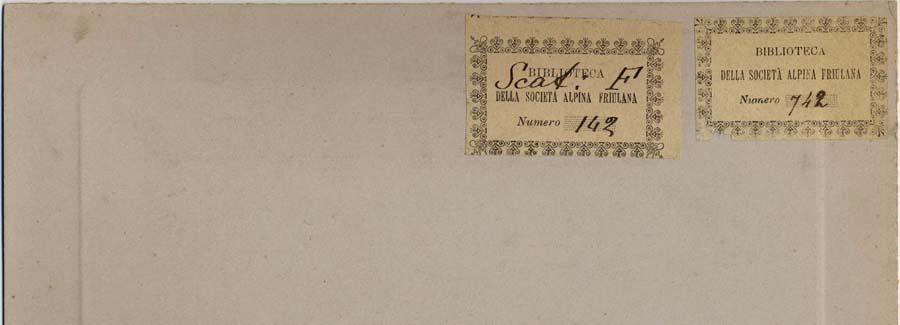 BIBLIOTECA
Scat. F
DELLA SOCIETÀ ALPINA FRIULANA
Numero 142
BIBLIOTECA
DELLA SOCIETÀ ALPINA FRIULANA
Numero 742